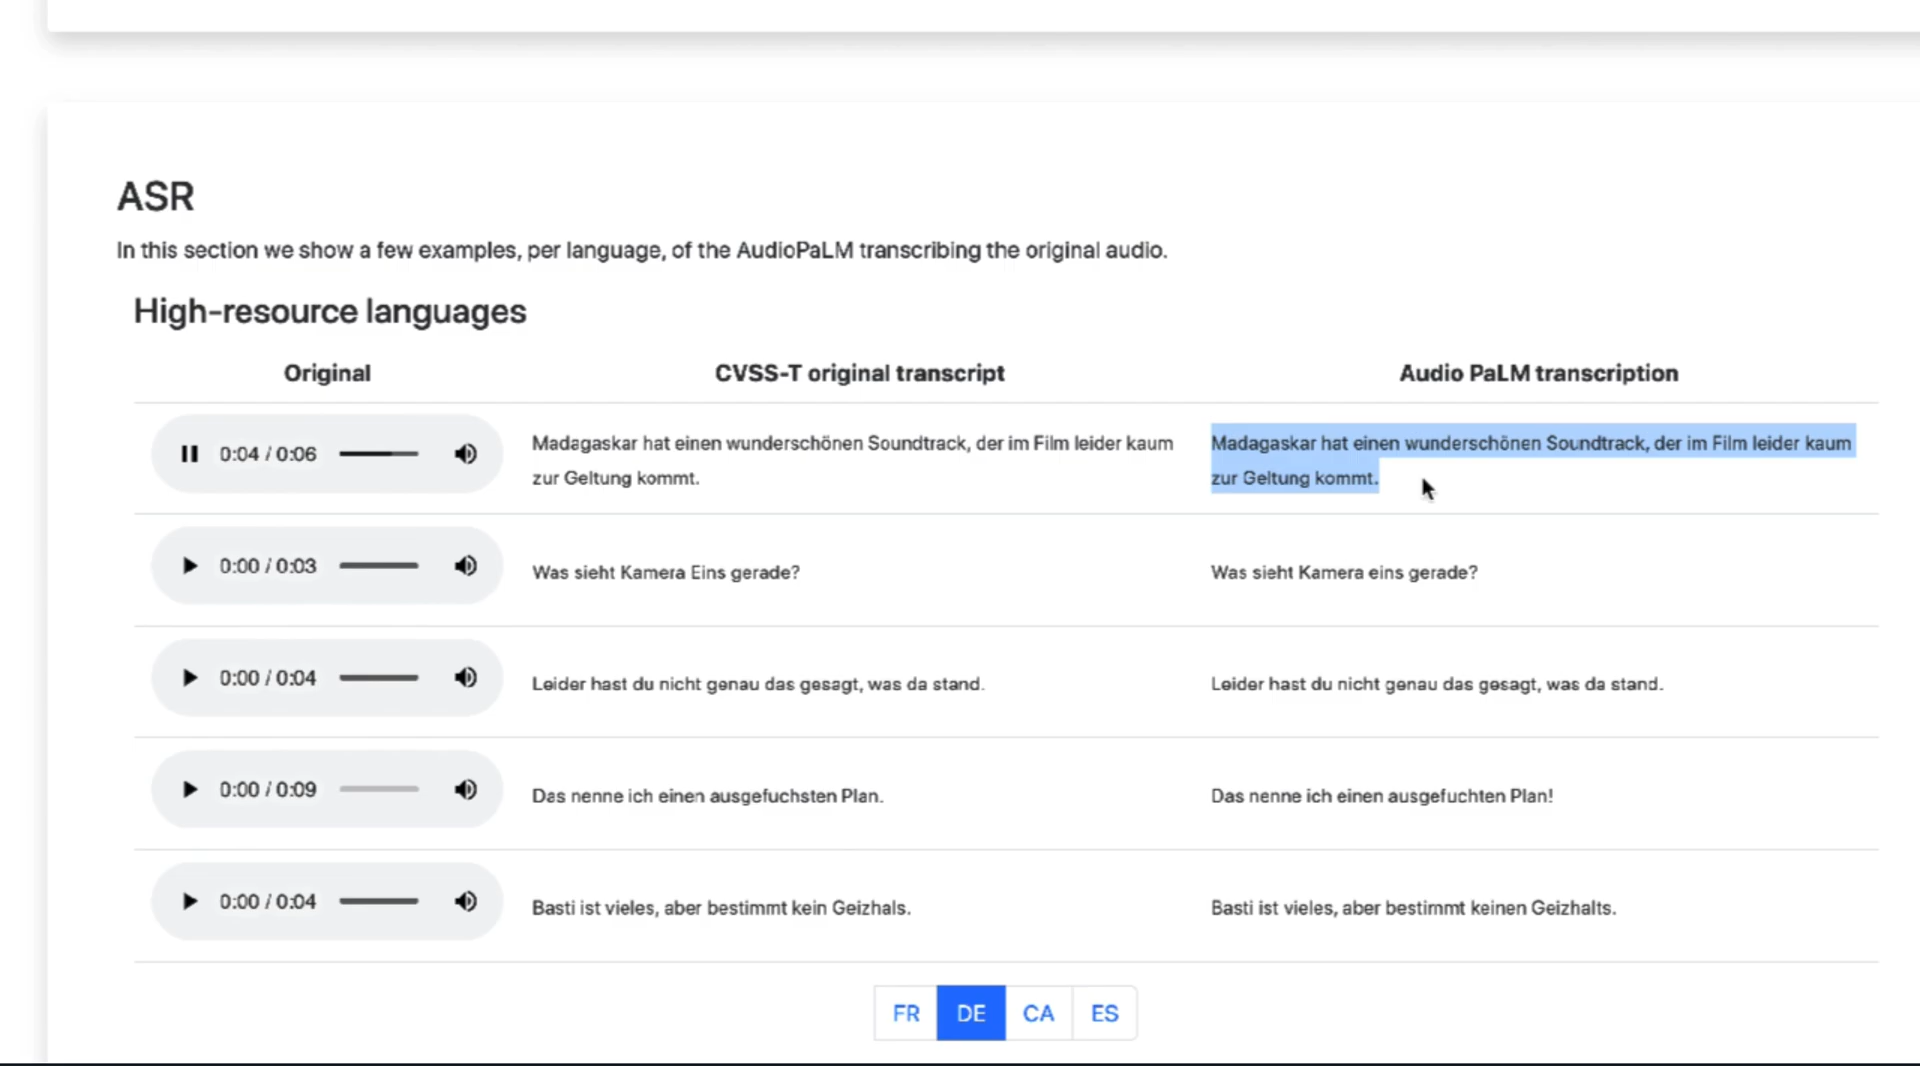 ASR
In this section we show a few examples, per language, of the AudioPaLM transcribing the original audio.
High-resource languages
Original CVSS-T original transcript Audio PaLM transcription
0:04 / 0:06
Madagaskar hat einen wunderschönen Soundtrack, der im Film leider kaum
zur Geltung kommt.
Madagaskar hat einen wunderschönen Soundtrack, der im Film leider kaum
zur Geltung kommt.
0:00 / 0:03 Was sieht Kamera Eins gerade? Was sieht Kamera eins gerade?
0:00 / 0:04 Leider hast du nicht genau das gesagt, was da stand. Leider hast du nicht genau das gesagt, was da stand.
0:00 / 0:09 Das nenne ich einen ausgefuchsten Plan. Das nenne ich einen ausgefuchten Plan!
0:00 / 0:04 Basti ist vieles, aber bestimmt kein Geizhals. Basti ist vieles, aber bestimmt keinen Geizhalts.
FR DE CA ES